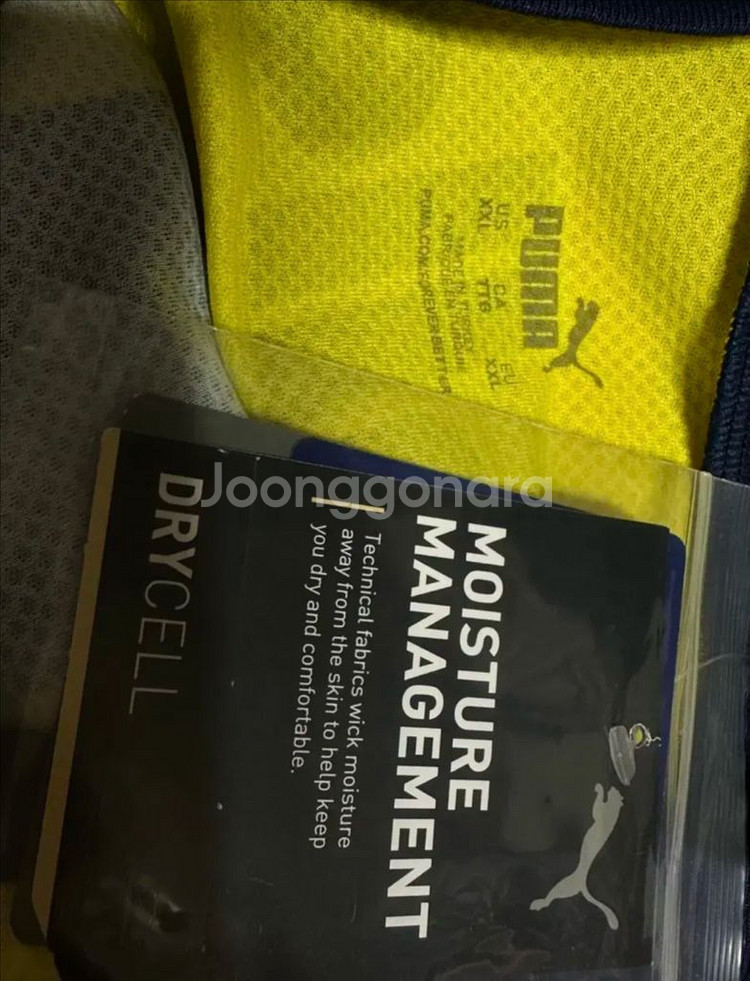 PUMA
US CA EU
XXL TTG XXL
PUMA.COM/FOREVERBETTER
Joonggonara
MOISTURE
MANAGEMENT
Technical fabrics wick moisture
away from the skin to help keep
you dry and comfortable.
DRYCELL